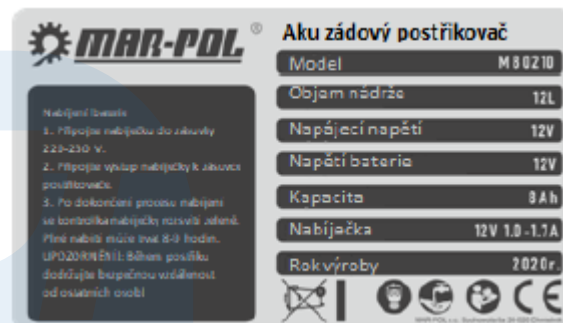 MAR-POL ®
Nabíjení baterie
1. Připojte nabíječku do zásuvky
220-230 V.
2. Připojte výstup nabíječky k zásuvce
postřikovače.
3. Po dokončení procesu nabíjení
se kontrolka nabíječky rozsvítí zeleně.
Plné nabití může trvat 8-9 hodin.
UPOZORNĚNÍ: Během postřiku
dodržujte bezpečnou vzdálenost
od ostatních osob!
Aku zádový postřikovač
Model M80210
Objem nádrže 12L
Napájecí napětí 12V
Napětí baterie 12V
Kapacita 8Ah
Nabíječka 12V 1.0-1.7A
Rok výroby 2020r.
CE
MAR-POL